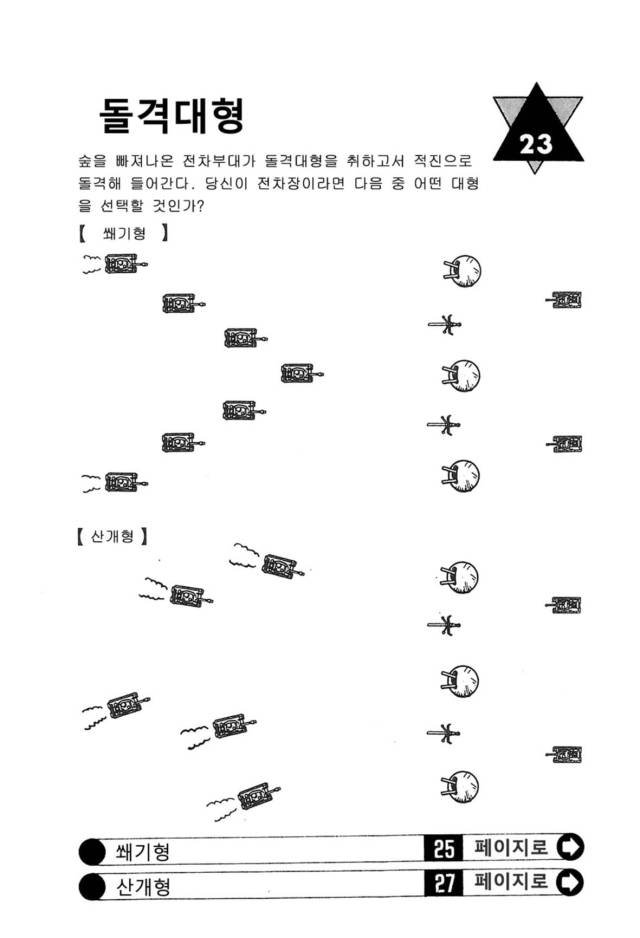 돌격대형
23
숲을 빠져나온 전차부대가 돌격대형을 취하고서 적진으로
돌격해 들어간다. 당신이 전차장이라면 다음 중 어떤 대형
을 선택할 것인가?
【 쐐기형 】
【 산개형 】
쐐기형 25 페이지로
산개형 27 페이지로